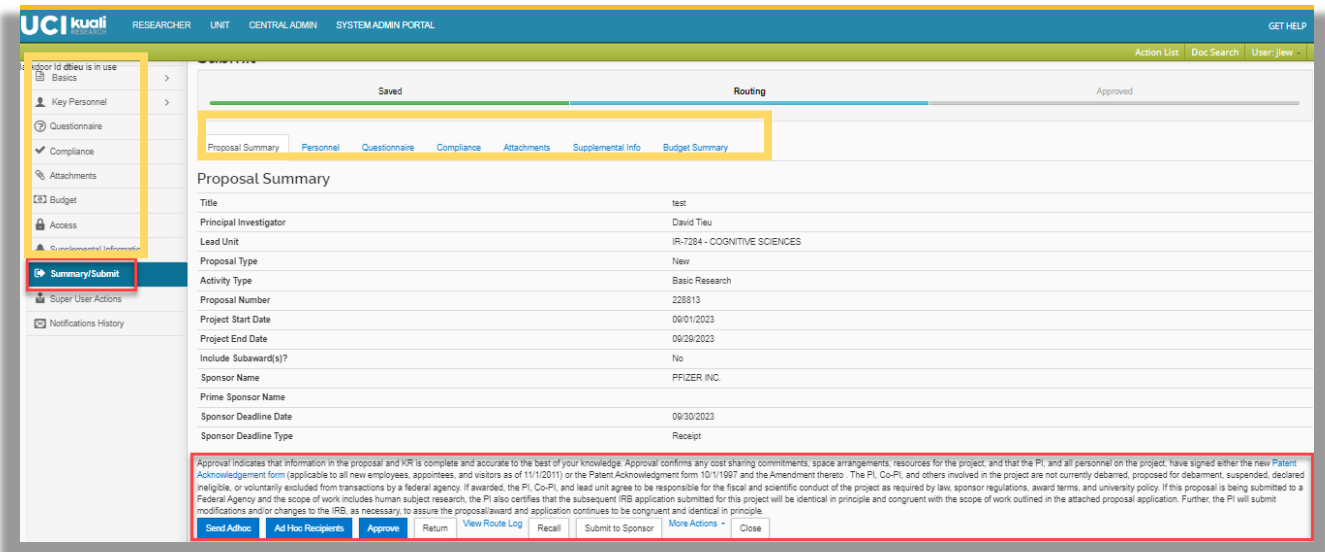 UCI kuali RESEARCH
RESEARCHER UNIT CENTRAL ADMIN SYSTEM ADMIN PORTAL GET HELP
Action List Doc Search User: jlew
door Id dtieu is in use
Basics
Key Personnel
Questionnaire
Compliance
Attachments
Budget
Access
Supplemental Information
Summary/Submit
Super User Actions
Notifications History
Submit
Saved Routing Approved
Proposal Summary Personnel Questionnaire Compliance Attachments Supplemental Info Budget Summary
Proposal Summary
Title test
Principal Investigator David Tieu
Lead Unit IR-7284 - COGNITIVE SCIENCES
Proposal Type New
Activity Type Basic Research
Proposal Number 228813
Project Start Date 09/01/2023
Project End Date 09/29/2023
Include Subaward(s)? No
Sponsor Name PFIZER INC.
Prime Sponsor Name
Sponsor Deadline Date 09/30/2023
Sponsor Deadline Type Receipt
Approval indicates that information in the proposal and KR is complete and accurate to the best of your knowledge. Approval confirms any cost sharing commitments, space arrangements, resources for the project, and that the PI, and all personnel on the project, have signed either the new Patent
Acknowledgement form (applicable to all new employees, appointees, and visitors as of 11/1/2011) or the Patent Acknowledgment form 10/1/1997 and the Amendment thereto . The PI, Co-PI, and others involved in the project are not currently debarred, proposed for debarment, suspended, declared
ineligible, or voluntarily excluded from transactions by a federal agency. If awarded, the PI, Co-PI, and lead unit agree to be responsible for the fiscal and scientific conduct of the project as required by law, sponsor regulations, award terms, and university policy. If this proposal is being submitted to a
Federal Agency and the scope of work includes human subject research, the PI also certifies that the subsequent IRB application submitted for this project will be identical in principle and congruent with the scope of work outlined in the attached proposal application. Further, the PI will submit
modifications and/or changes to the IRB, as necessary, to assure the proposal/award and application continues to be congruent and identical in principle.
Send Adhoc Ad Hoc Recipients Approve Return View Route Log Recall Submit to Sponsor More Actions Close